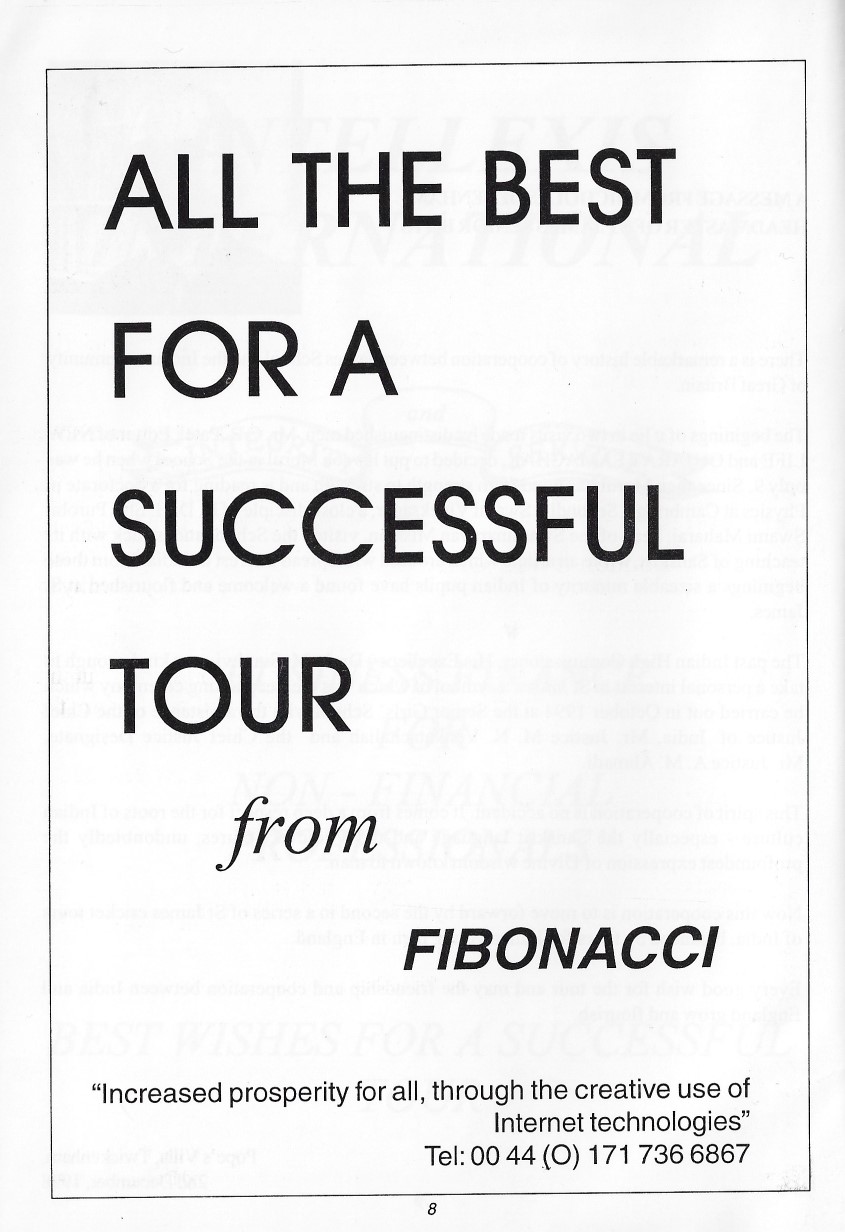 ALL THE BEST
FOR A
SUCCESSFUL
TOUR
from
FIBONACCI
“Increased prosperity for all, through the creative use of
Internet technologies”
Tel: 00 44 (O) 171 736 6867
8